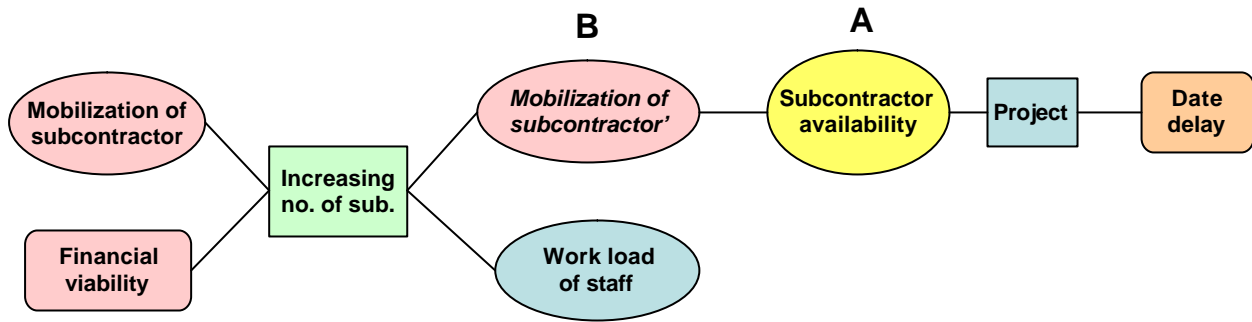 B
A
Mobilization of
subcontractor
Increasing
no. of sub.
Financial
viability
Mobilization of
subcontractor’
Work load
of staff
Subcontractor
availability
Project
Date
delay